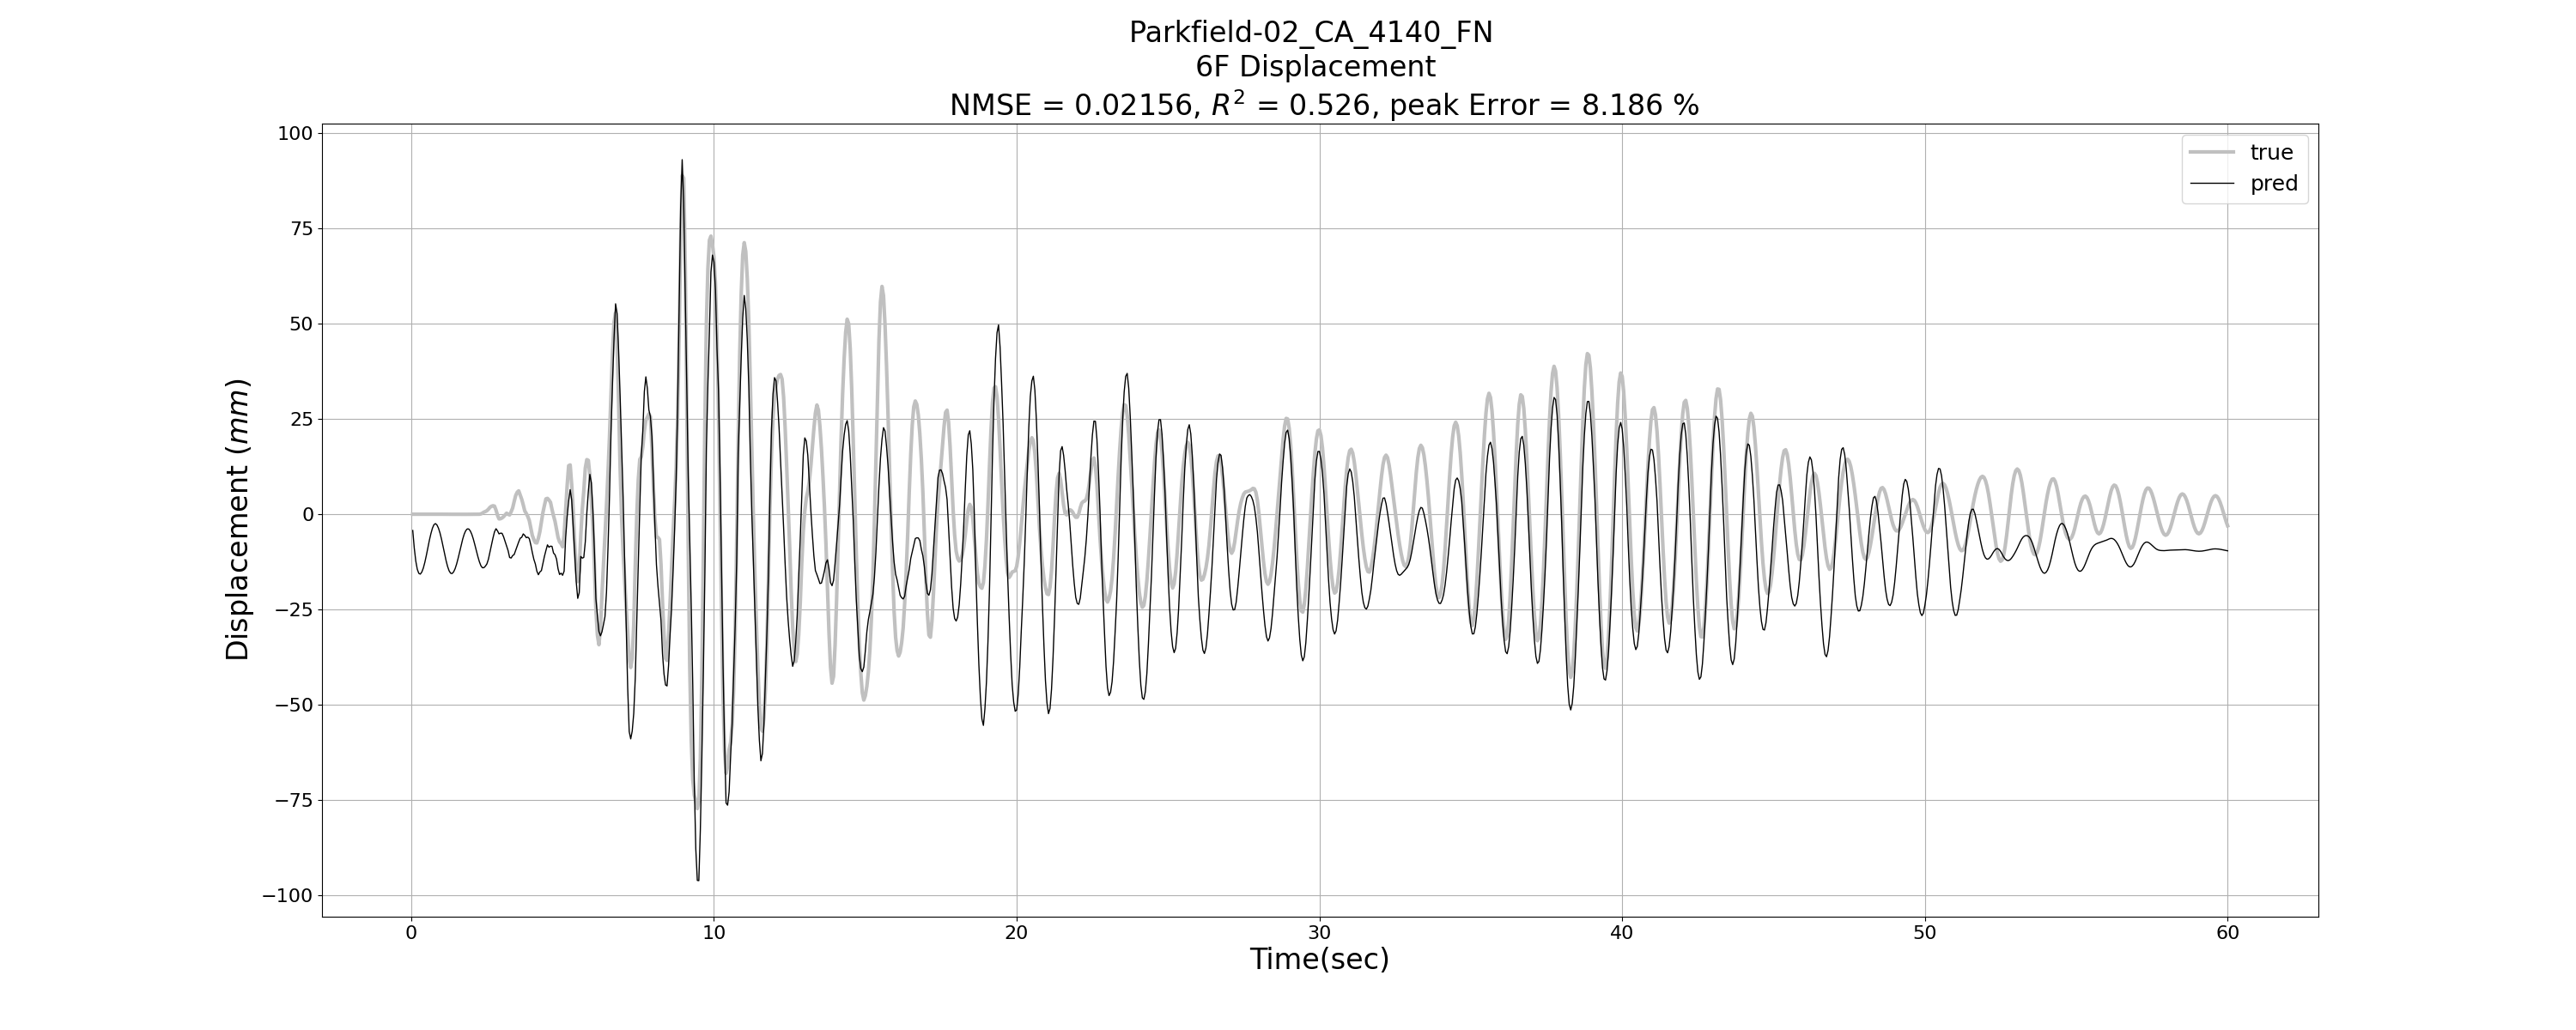 Parkfield-02_CA_4140_FN
6F Displacement
NMSE = 0.02156, R² = 0.526, peak Error = 8.186 %
true
pred
100
75
50
25
0
−25
−50
−75
−100
Displacement (mm)
0 10 20 30 40 50 60
Time(sec)